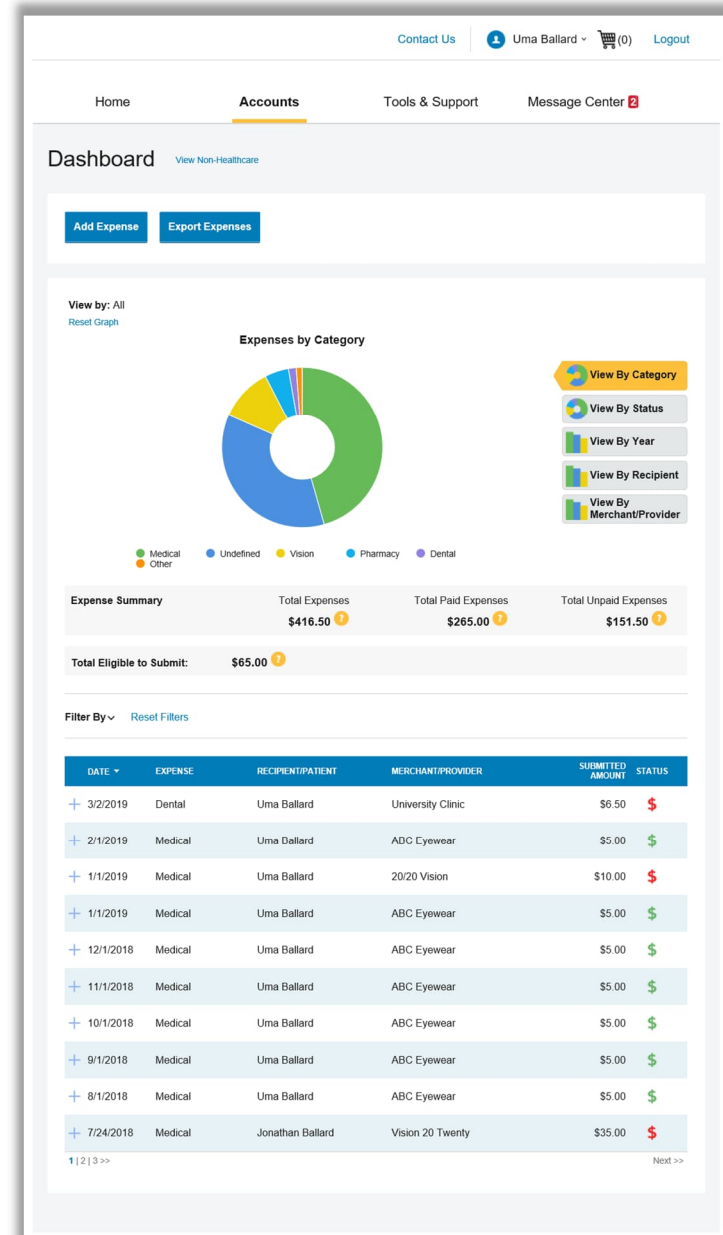 Contact Us Uma Ballard (0) Logout
Home Accounts Tools & Support Message Center 2
Dashboard View Non-Healthcare
Add Expense Export Expenses
View by: All
Reset Graph
Expenses by Category
View By Category
View By Status
View By Year
View By Recipient
View By
Merchant/Provider
Medical Undefined Vision Pharmacy Dental
Other
Expense Summary Total Expenses Total Paid Expenses Total Unpaid Expenses
$416.50 ? $265.00 ? $151.50 ?
Total Eligible to Submit: $65.00 ?
Filter By Reset Filters
DATE EXPENSE RECIPIENT/PATIENT MERCHANT/PROVIDER SUBMITTED AMOUNT STATUS
+ 3/2/2019 Dental Uma Ballard University Clinic $6.50 $
+ 2/1/2019 Medical Uma Ballard ABC Eyewear $5.00 $
+ 1/1/2019 Medical Uma Ballard 20/20 Vision $10.00 $
+ 1/1/2019 Medical Uma Ballard ABC Eyewear $5.00 $
+ 12/1/2018 Medical Uma Ballard ABC Eyewear $5.00 $
+ 11/1/2018 Medical Uma Ballard ABC Eyewear $5.00 $
+ 10/1/2018 Medical Uma Ballard ABC Eyewear $5.00 $
+ 9/1/2018 Medical Uma Ballard ABC Eyewear $5.00 $
+ 8/1/2018 Medical Uma Ballard ABC Eyewear $5.00 $
+ 7/24/2018 Medical Jonathan Ballard Vision 20 Twenty $35.00 $
1 | 2 | 3 >> Next >>